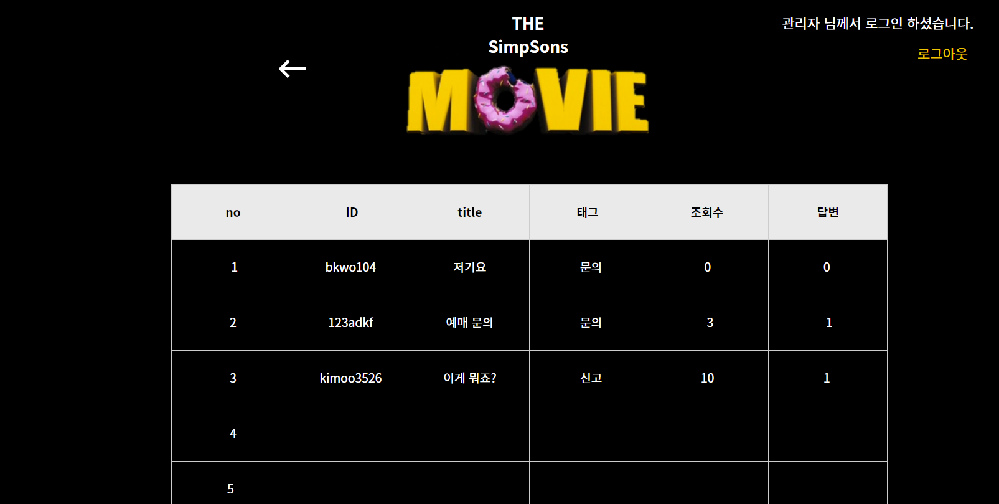 THE
SimpSons
MOVIE
관리자 님께서 로그인 하셨습니다.
로그아웃
no ID title 태그 조회수 답변
1 bkwo104 저기요 문의 0 0
2 123adkf 예매 문의 문의 3 1
3 kimoo3526 이게 뭐죠? 신고 10 1
4
5